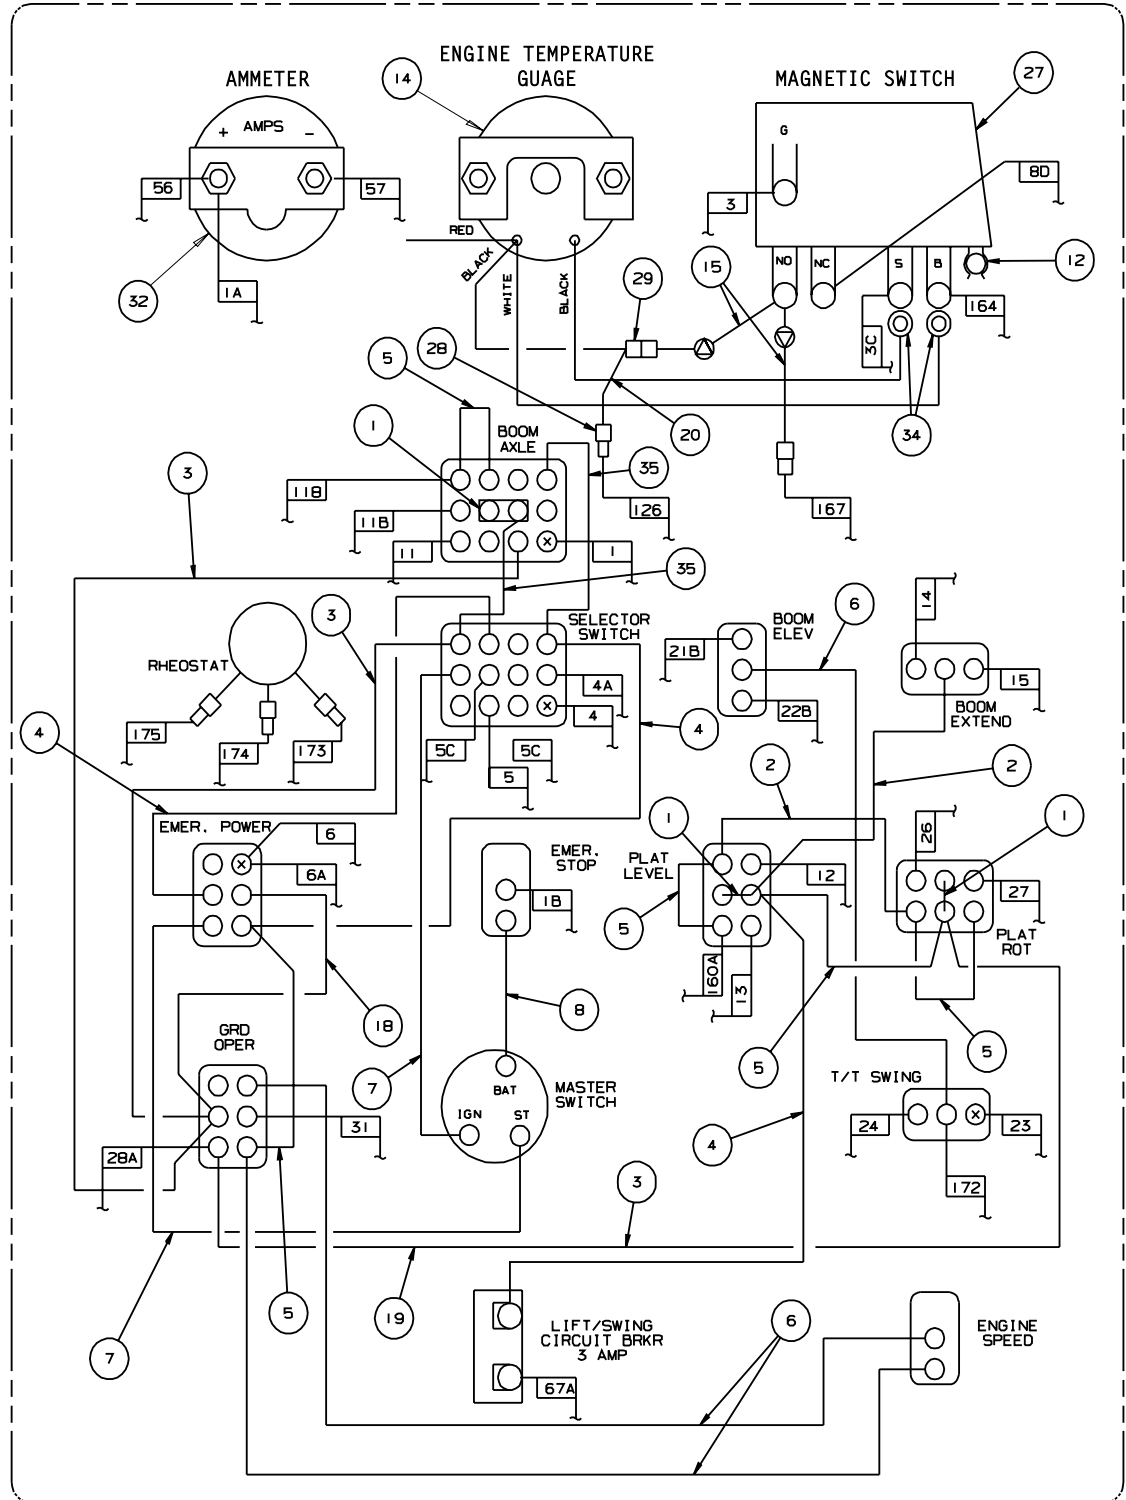 ENGINE TEMPERATURE
GUAGE
AMMETER
MAGNETIC SWITCH
14
27
+ AMPS -
G
56
57
3
8D
RED
BLACK
WHITE
BLACK
NO
NC
S
B
12
15
29
32
1A
164
3C
28
5
1
20
34
BOOM
AXLE
35
3
118
11B
126
167
11
1
35
3
6
14
SELECTOR
SWITCH
BOOM
ELEV
RHEOSTAT
21B
15
4A
4
22B
BOOM
EXTEND
4
175
174
173
5C
5C
5
4
2
2
1
1
EMER. POWER
6
6A
EMER.
STOP
1B
PLAT
LEVEL
12
26
27
5
PLAT
ROT
160A
13
8
18
GRD
OPER
5
5
7
BAT
IGN
ST
MASTER
SWITCH
T/T SWING
31
24
23
28A
4
172
3
5
19
7
LIFT/SWING
CIRCUIT BRKR
3 AMP
67A
6
ENGINE
SPEED